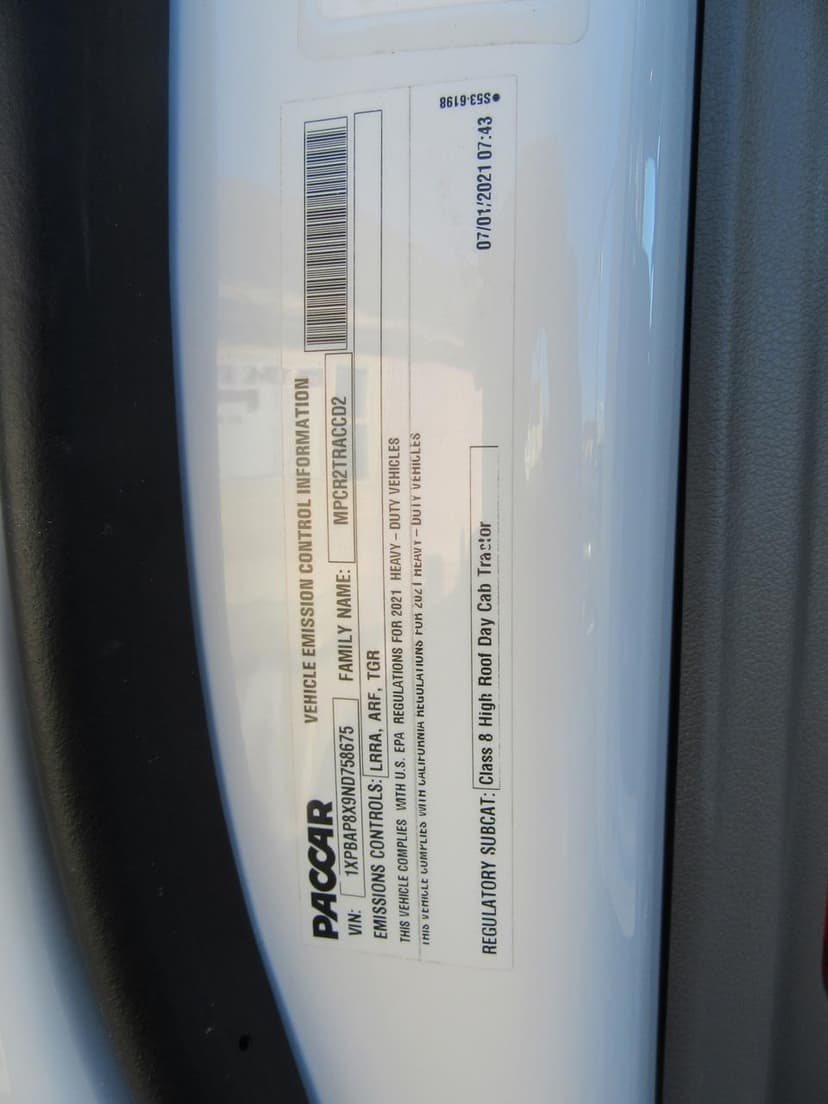 VEHICLE EMISSION CONTROL INFORMATION
PACCAR
VIN: 1XPBAP8X9ND758675 FAMILY NAME: MPCR2TRACCD2
EMISSIONS CONTROLS: LRRA, ARF, TGR
THIS VEHICLE COMPLIES WITH U.S. EPA REGULATIONS FOR 2021 HEAVY - DUTY VEHICLES
THIS VEHICLE COMPLIES WITH CALIFORNIA REGULATIONS FOR 2021 HEAVY - DUTY VEHICLES
REGULATORY SUBCAT: Class 8 High Roof Day Cab Tractor
07/01/2021 07:43
●S53-6198